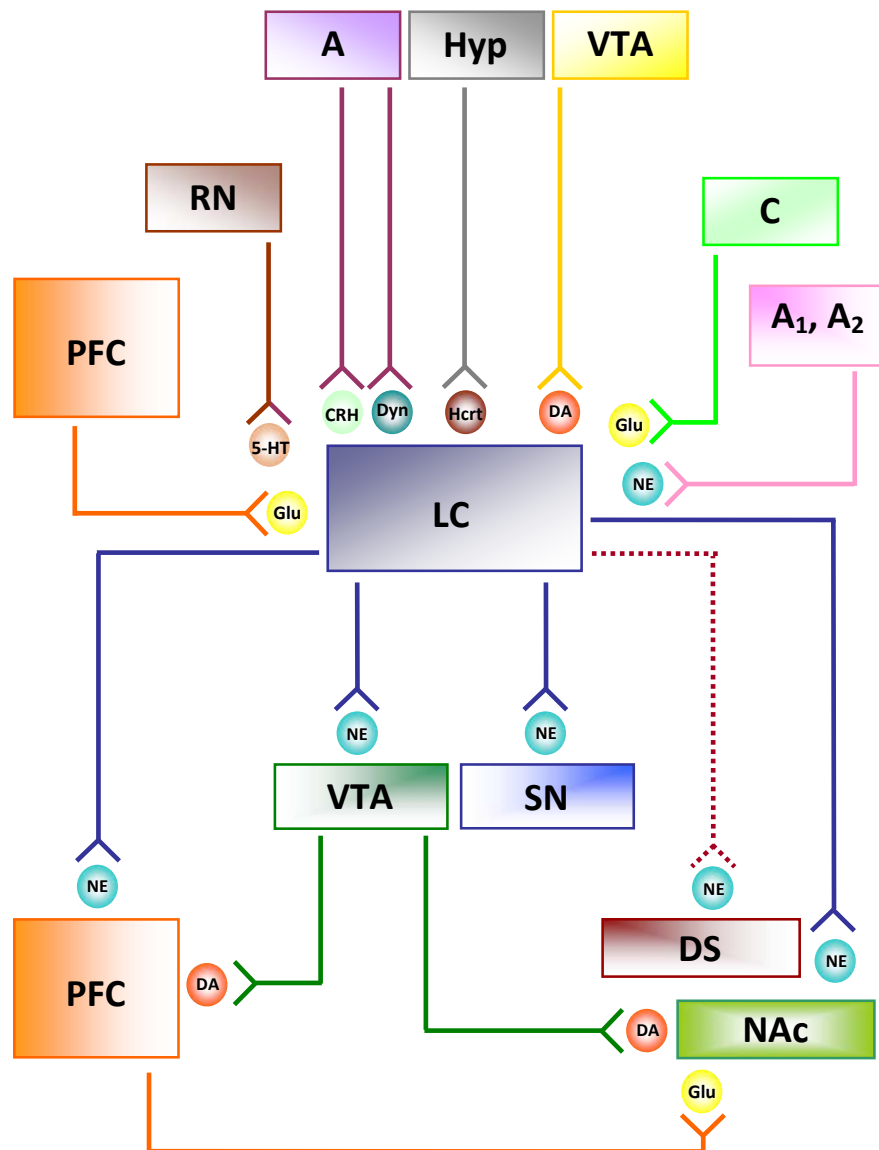 A
Hyp
VTA
RN
C
PFC
A₁, A₂
CRH
Dyn
Hcrt
DA
Glu
5-HT
NE
Glu
LC
NE
NE
VTA
SN
NE
NE
DS
NE
PFC
DA
DA
NAc
Glu